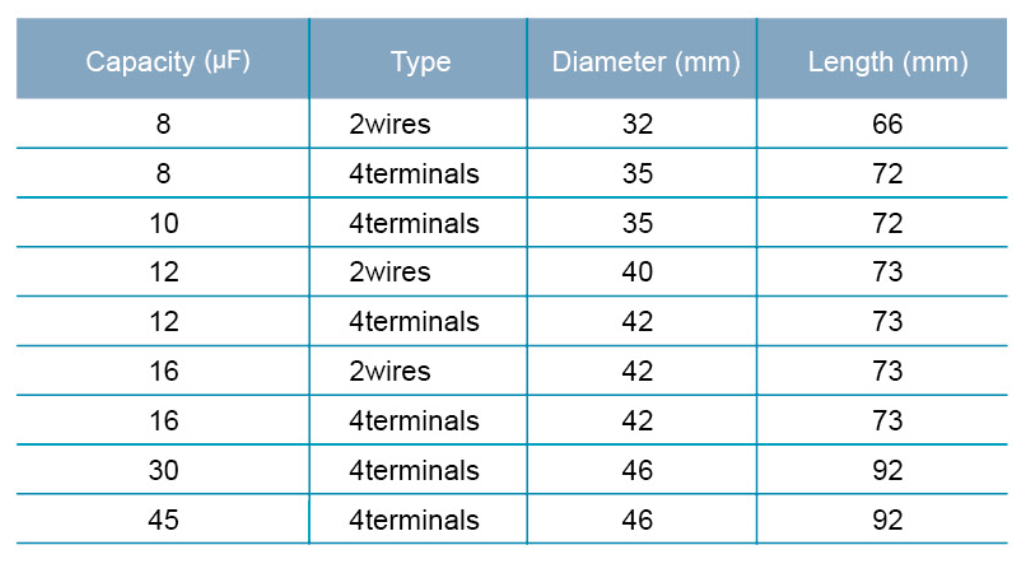 Capacity (μF) Type Diameter (mm) Length (mm)
8 2wires 32 66
8 4terminals 35 72
10 4terminals 35 72
12 2wires 40 73
12 4terminals 42 73
16 2wires 42 73
16 4terminals 42 73
30 4terminals 46 92
45 4terminals 46 92